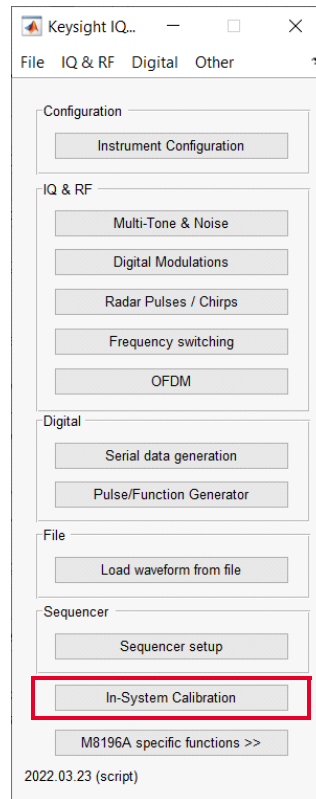 Keysight IQ...
File IQ & RF Digital Other
Configuration
Instrument Configuration
IQ & RF
Multi-Tone & Noise
Digital Modulations
Radar Pulses / Chirps
Frequency switching
OFDM
Digital
Serial data generation
Pulse/Function Generator
File
Load waveform from file
Sequencer
Sequencer setup
In-System Calibration
M8196A specific functions >>
2022.03.23 (script)